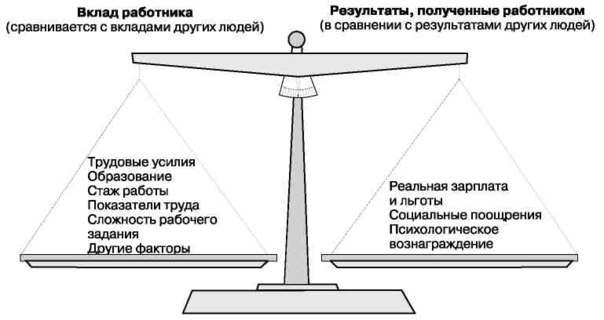 Вклад работника
(сравнивается с вкладами других людей)
Результаты, полученные работником
(в сравнении с результатами других людей)
Трудовые усилия
Образование
Стаж работы
Показатели труда
Сложность рабочего
задания
Другие факторы
Реальная зарплата
и льготы
Социальные поощрения
Психологическое
вознаграждение